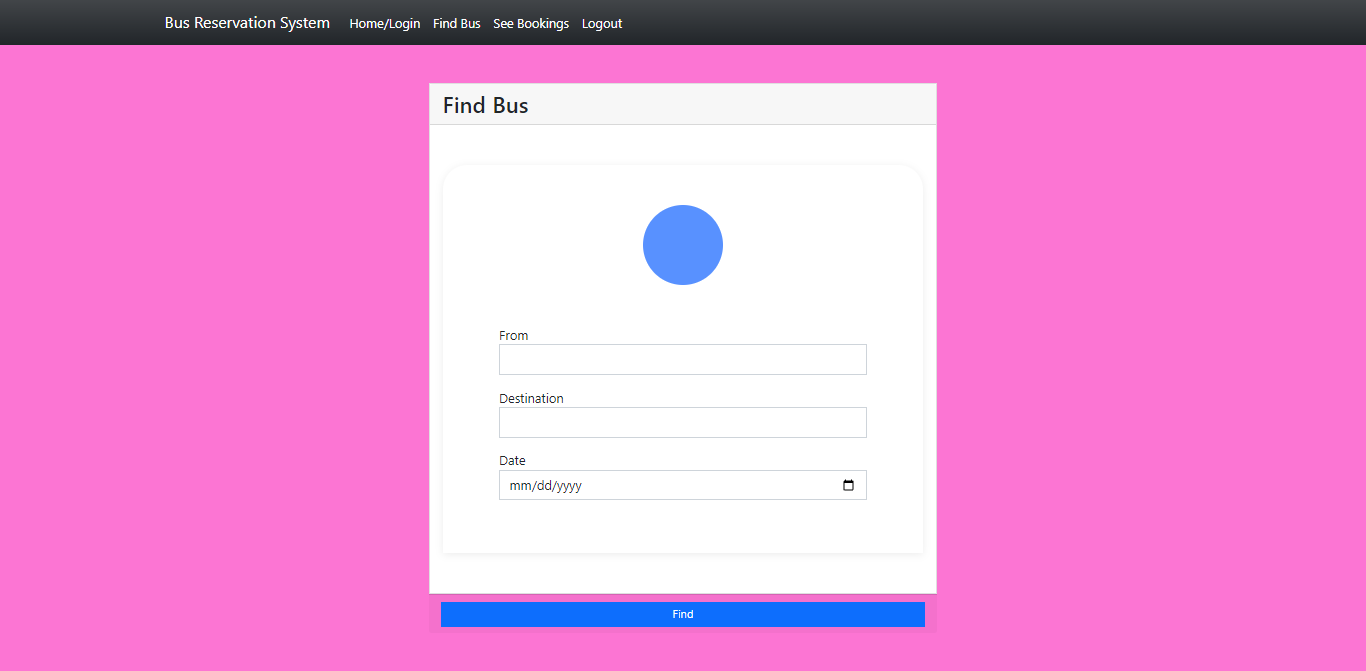 Bus Reservation System Home/Login Find Bus See Bookings Logout
Find Bus
From
Destination
Date
mm/dd/yyyy
Find